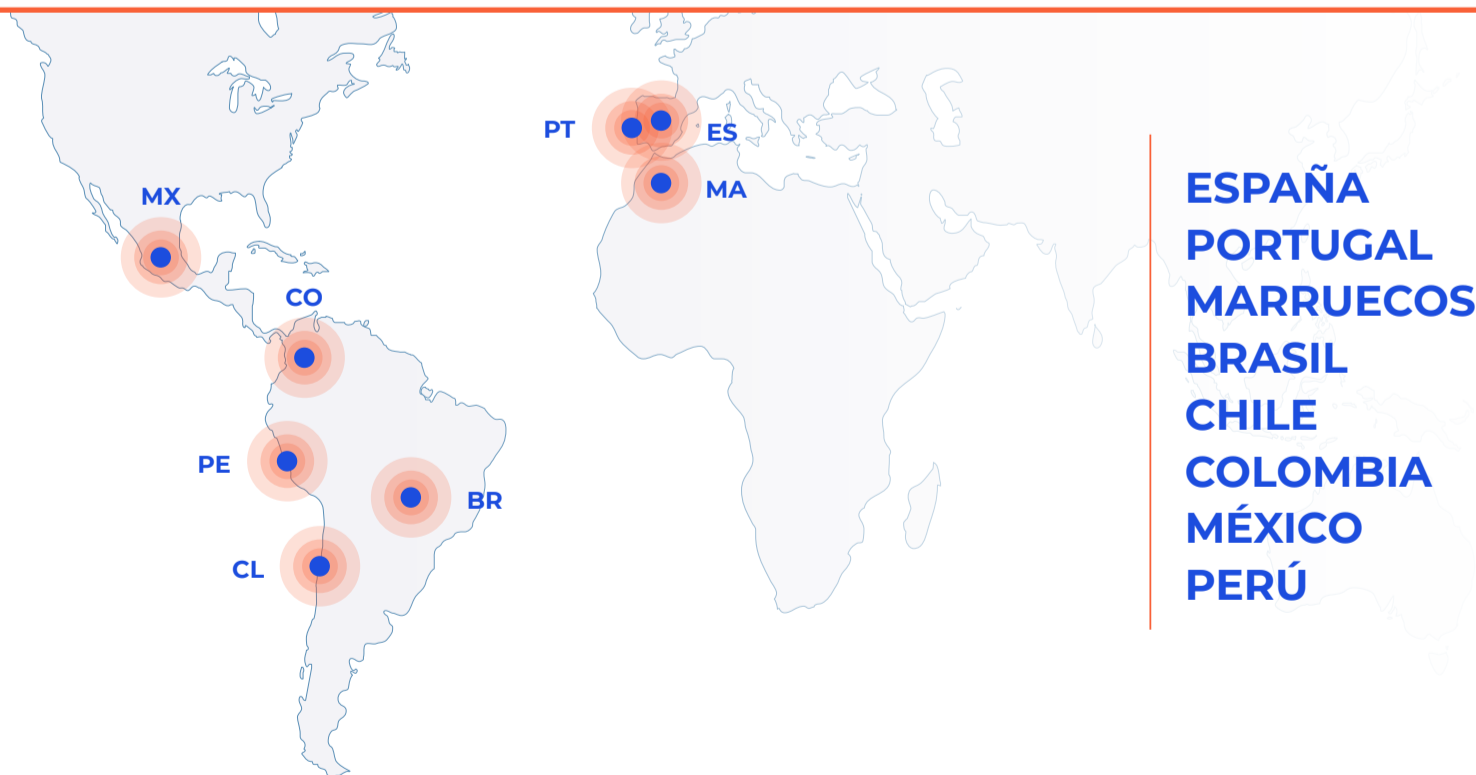 PT
ES
MA
MX
CO
PE
BR
CL
ESPAÑA
PORTUGAL
MARRUECOS
BRASIL
CHILE
COLOMBIA
MÉXICO
PERÚ